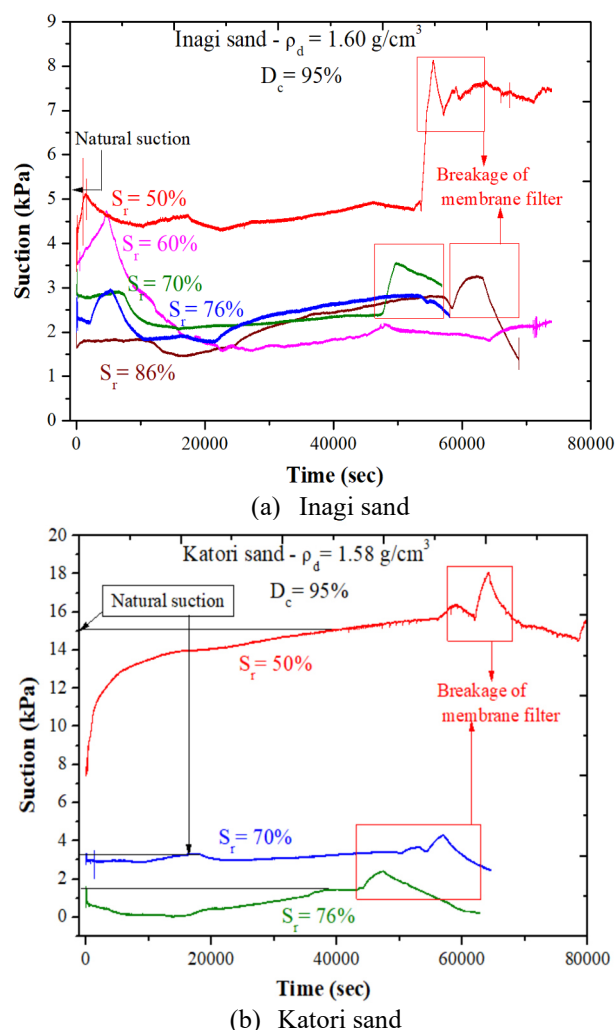 Inagi sand - ρd = 1.60 g/cm³
Dc = 95%
Natural suction
Sr = 50%
Sr = 60%
Sr = 70%
Sr = 76%
Sr = 86%
Breakage of
membrane filter
Suction (kPa)
9
8
7
6
5
4
3
2
1
0
0 20000 40000 60000 80000
Time (sec)
(a) Inagi sand
Katori sand - ρd = 1.58 g/cm³
Dc = 95%
Natural suction
Sr = 50%
Breakage of
membrane filter
Sr = 70%
Sr = 76%
Suction (kPa)
20
18
16
14
12
10
8
6
4
2
0
0 20000 40000 60000 80000
Time (sec)
(b) Katori sand